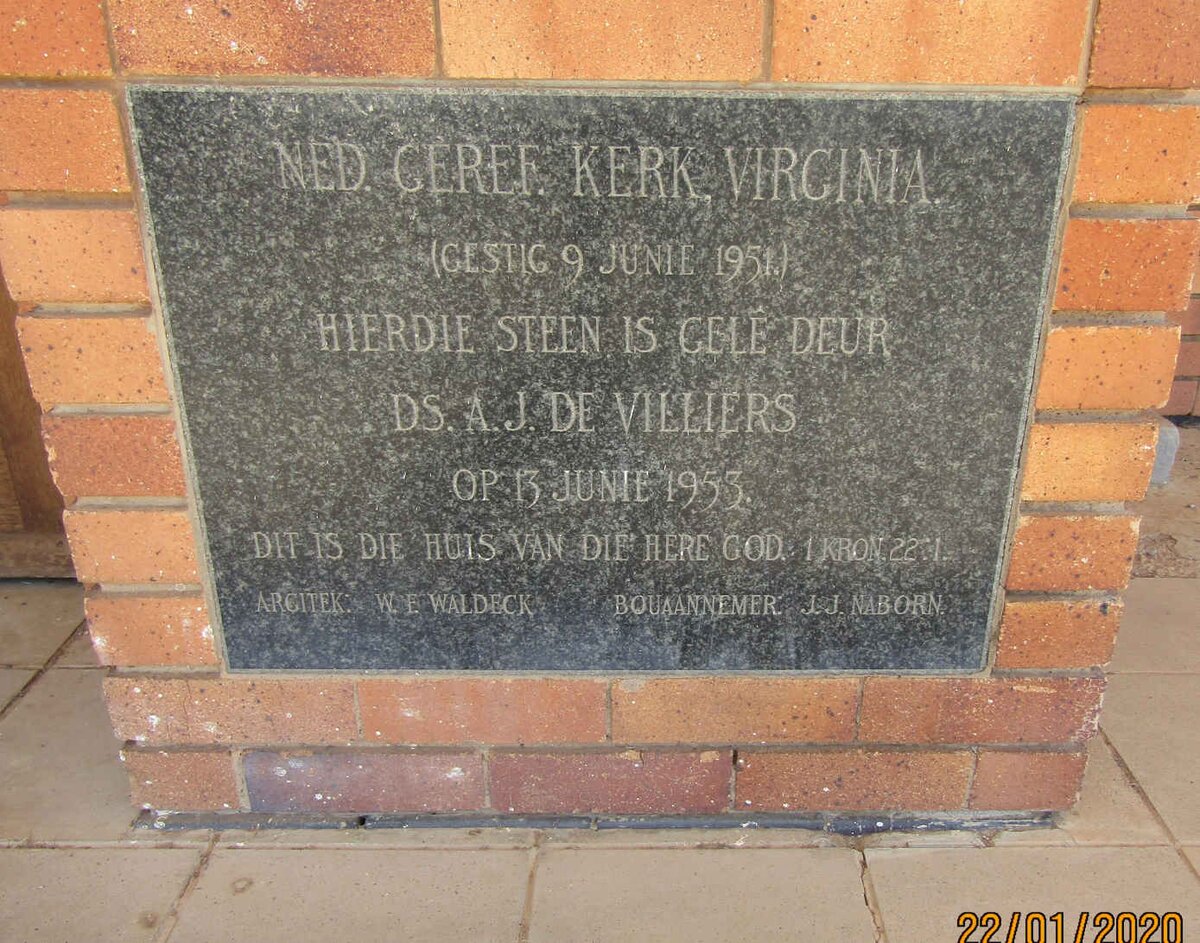 NED. GEREF. KERK, VIRGINIA.
(GESTIG 9 JUNIE 1951.)
HIERDIE STEEN IS GELÊ DEUR
DS. A. J. DE VILLIERS
OP 13 JUNIE 1953.
DIT IS DIE HUIS VAN DIE HERE GOD. 1 KRON. 22:1.
ARGITEK. W. E WALDECK. BOUAANNEMER. J. J. NABORN.
22/01/2020